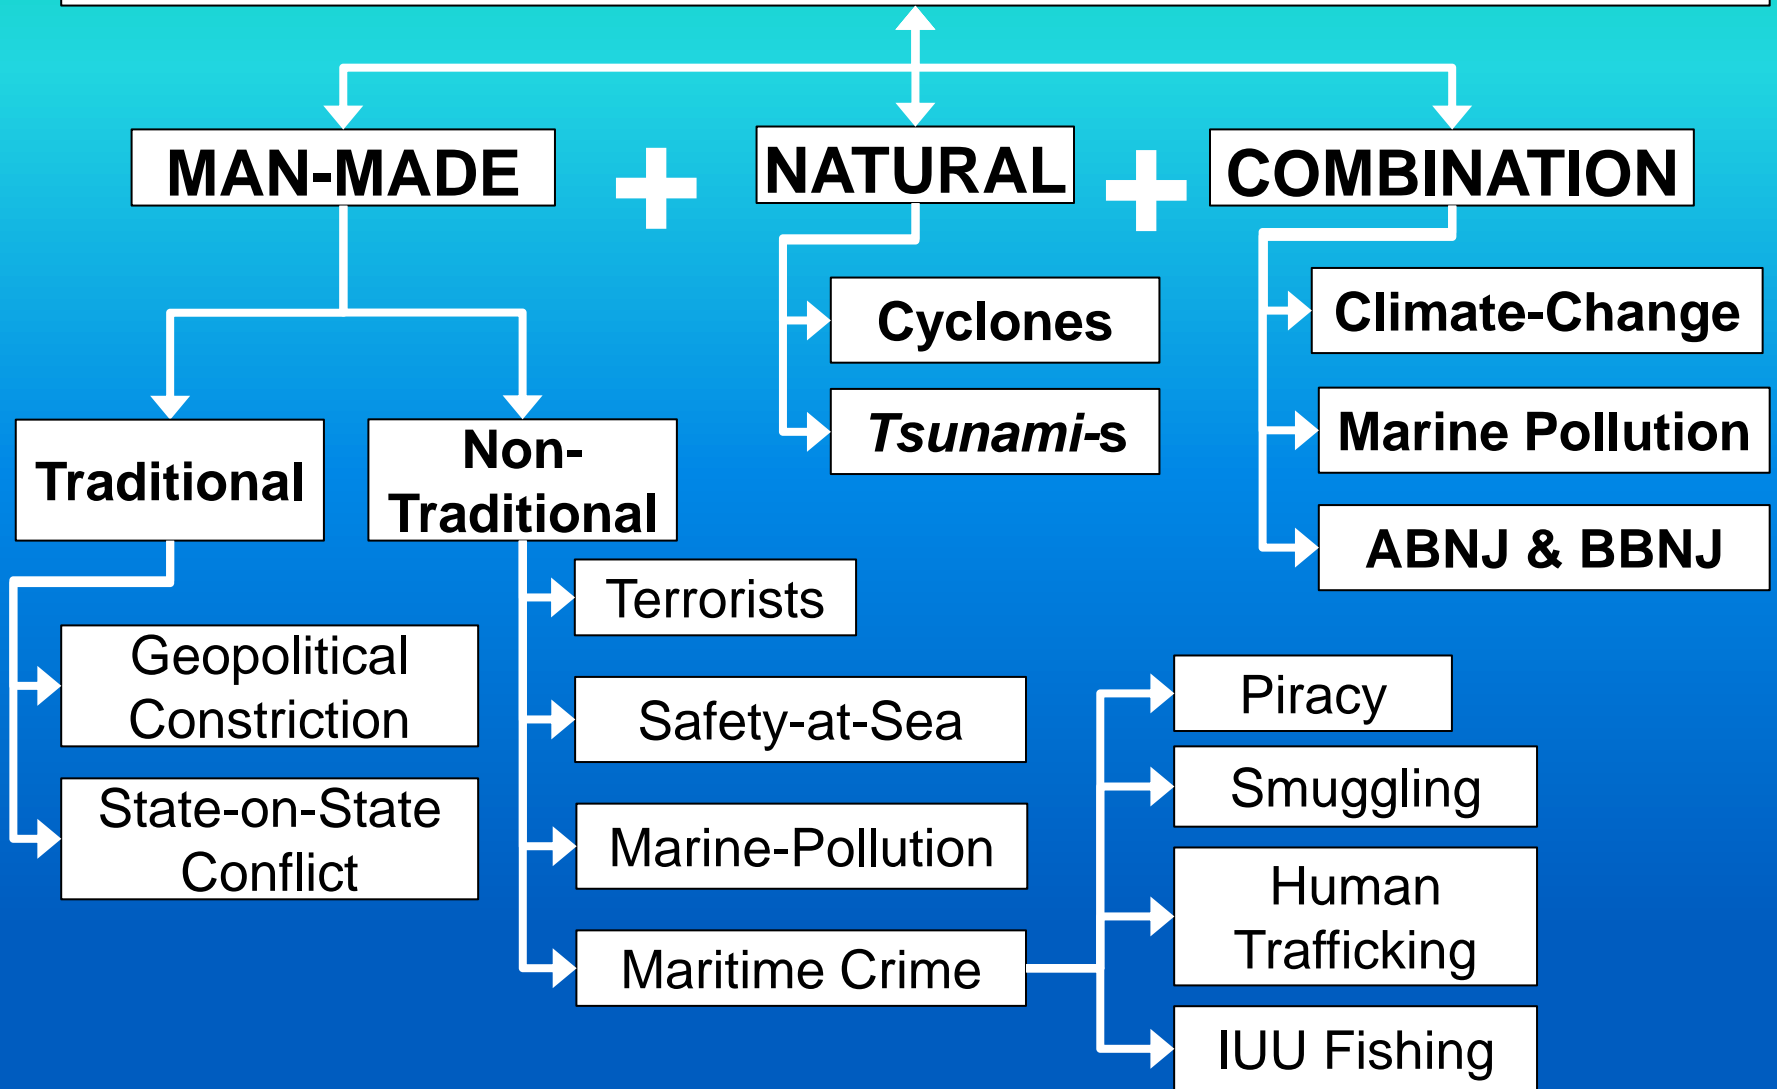 MAN-MADE
NATURAL
COMBINATION
Cyclones
Tsunami-s
Climate-Change
Marine Pollution
ABNJ & BBNJ
Traditional
Non-
Traditional
Geopolitical
Constriction
State-on-State
Conflict
Terrorists
Safety-at-Sea
Marine-Pollution
Maritime Crime
Piracy
Smuggling
Human
Trafficking
IUU Fishing